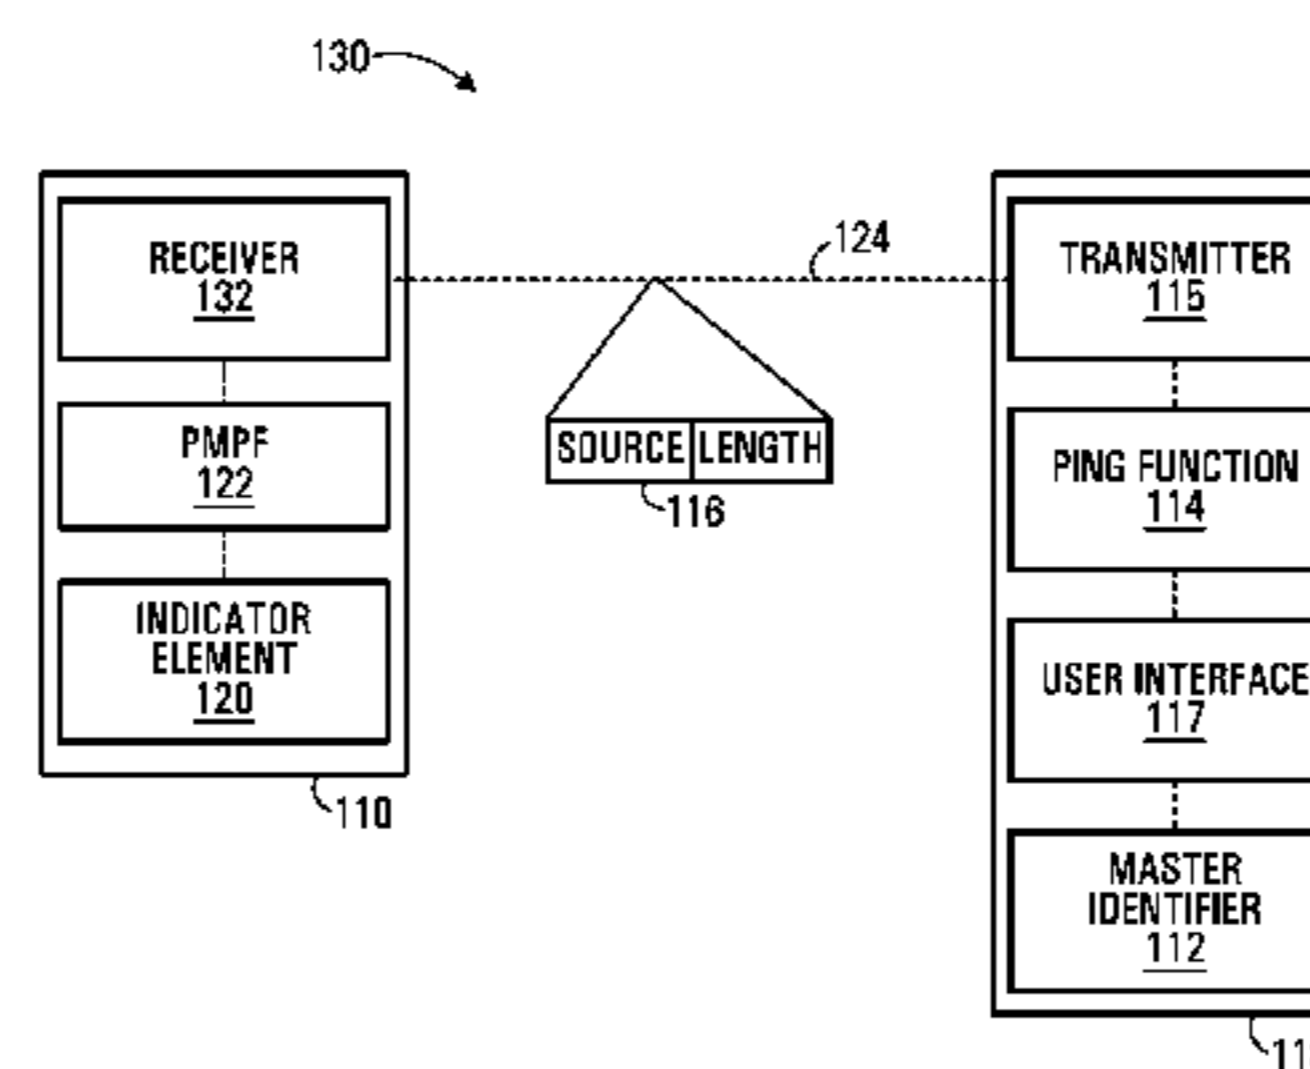 130
RECEIVER
132
124
TRANSMITTER
115
PMPF
122
SOURCE LENGTH
116
PING FUNCTION
114
INDICATOR
ELEMENT
120
USER INTERFACE
117
110
MASTER
IDENTIFIER
112